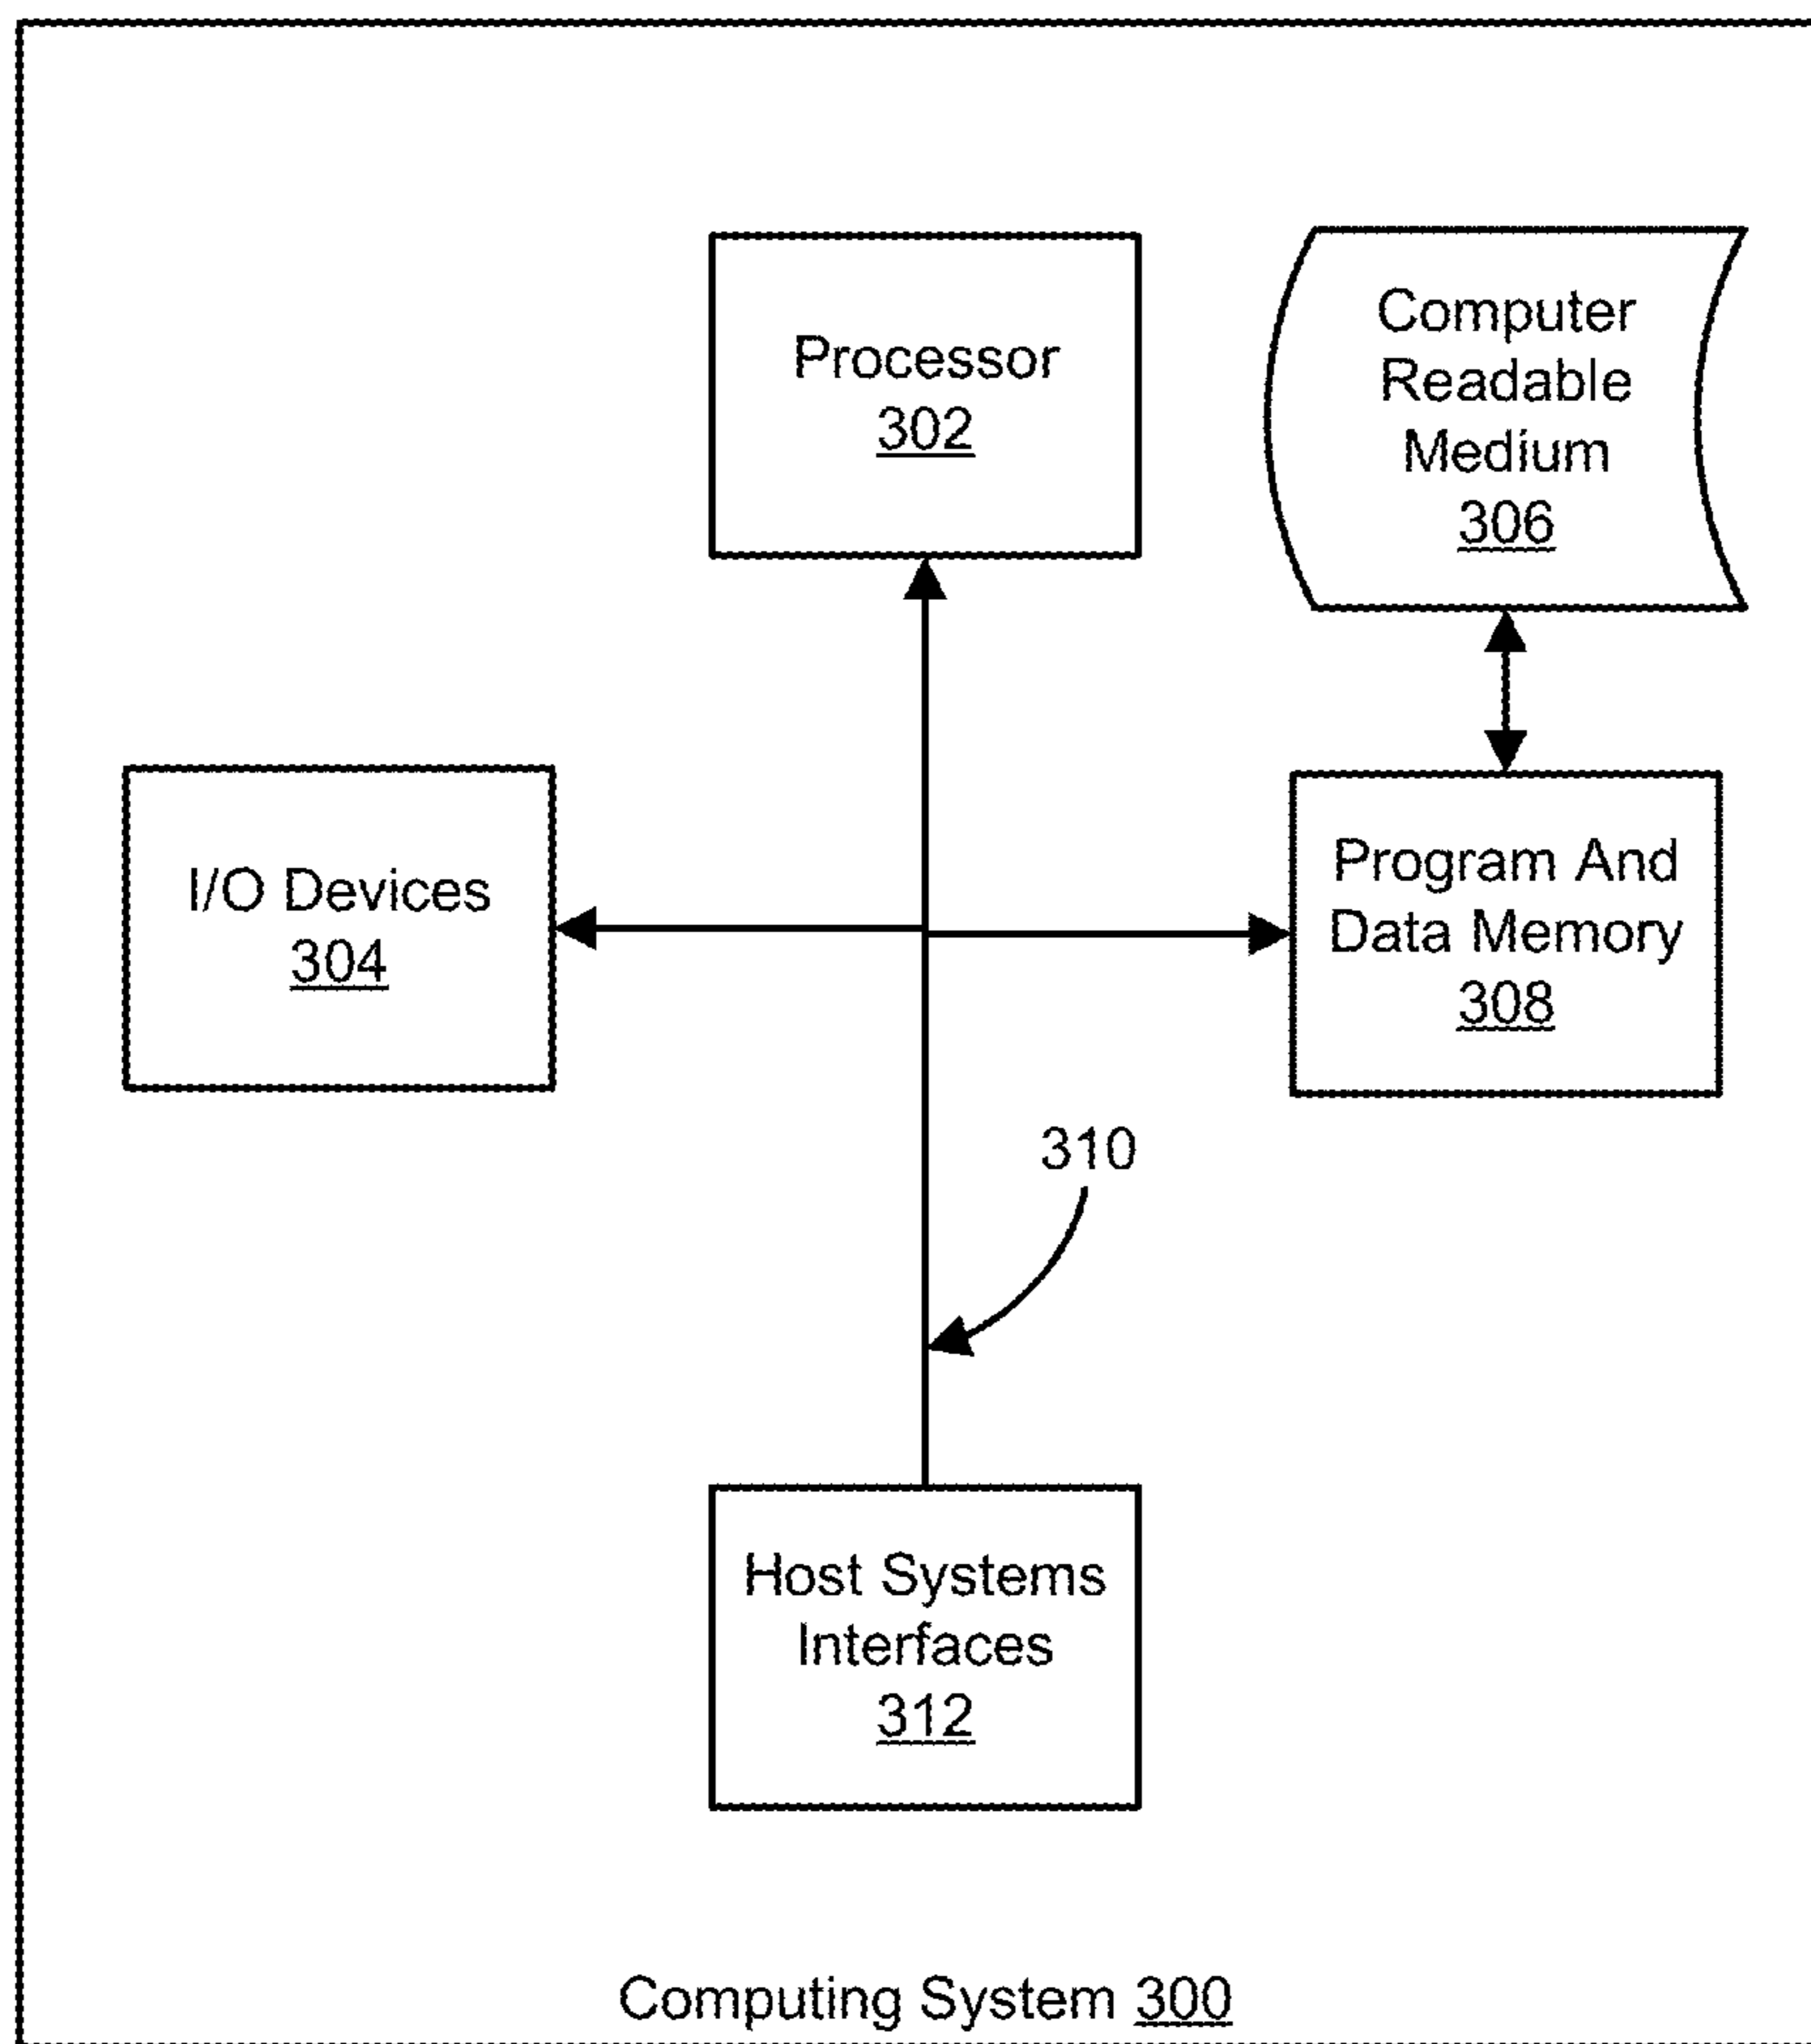 Processor
302
Computer
Readable
Medium
306
I/O Devices
304
Program And
Data Memory
308
310
Host Systems
Interfaces
312
Computing System 300